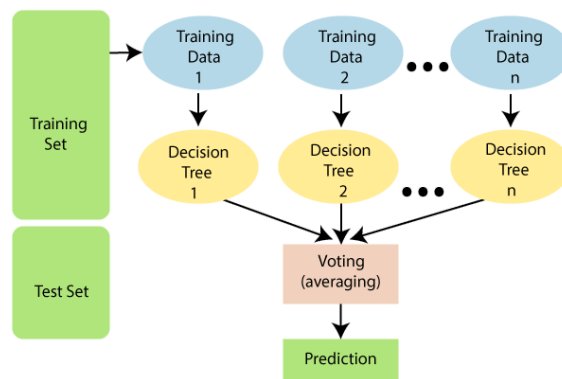 Training
Data
1
Training
Data
2
Training
Data
n
Training
Set
Decision
Tree
1
Decision
Tree
2
Decision
Tree
n
Test Set
Voting
(averaging)
Prediction